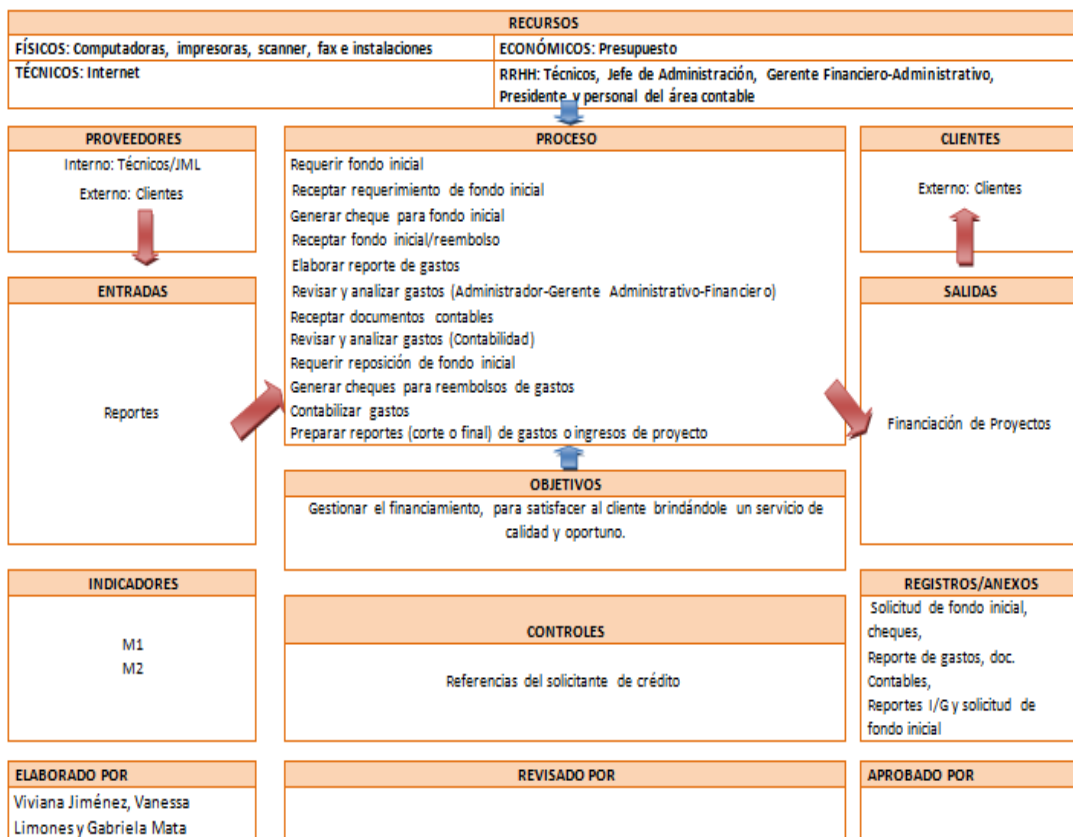 RECURSOS
FÍSICOS: Computadoras, impresoras, scanner, fax e instalaciones
ECONÓMICOS: Presupuesto
TÉCNICOS: Internet
RRHH: Técnicos, Jefe de Administración, Gerente Financiero-Administrativo,
Presidente y personal del área contable
PROVEEDORES
Interno: Técnicos/JML
Externo: Clientes
PROCESO
Requerir fondo inicial
Receptar requerimiento de fondo inicial
Generar cheque para fondo inicial
Receptar fondo inicial/reembolso
Elaborar reporte de gastos
Revisar y analizar gastos (Administrador-Gerente Administrativo-Financiero)
Receptar documentos contables
Revisar y analizar gastos (Contabilidad)
Requerir reposición de fondo inicial
Generar cheques para reembolsos de gastos
Contabilizar gastos
Preparar reportes (corte o final) de gastos o ingresos de proyecto
CLIENTES
Externo: Clientes
ENTRADAS
Reportes
SALIDAS
Financiación de Proyectos
OBJETIVOS
Gestionar el financiamiento, para satisfacer al cliente brindándole un servicio de
calidad y oportuno.
INDICADORES
M1
M2
CONTROLES
Referencias del solicitante de crédito
REGISTROS/ANEXOS
Solicitud de fondo inicial,
cheques,
Reporte de gastos, doc.
Contables,
Reportes I/G y solicitud de
fondo inicial
ELABORADO POR
Viviana Jiménez, Vanessa
Limones y Gabriela Mata
REVISADO POR
APROBADO POR